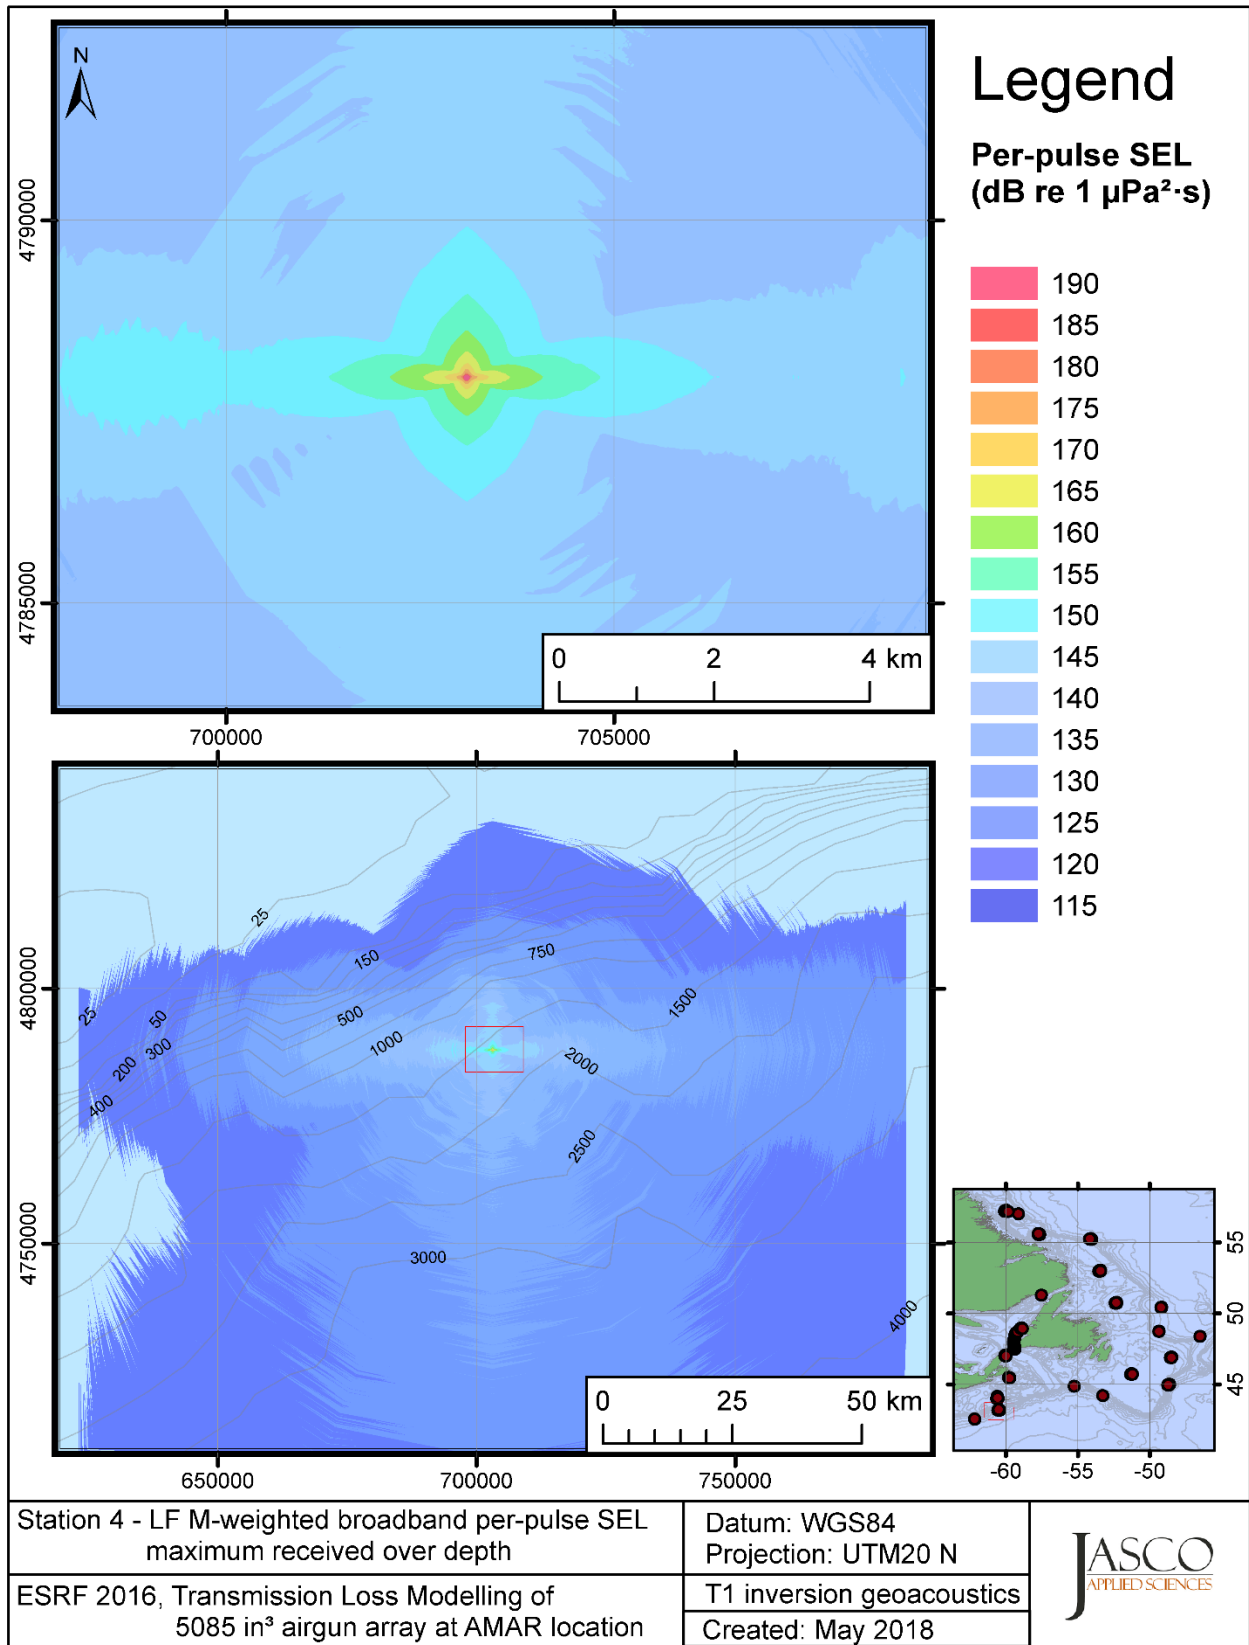 N
4790000
4785000
0 2 4 km
700000 705000
Legend
Per-pulse SEL
(dB re 1 µPa²·s)
190
185
180
175
170
165
160
155
150
145
140
135
130
125
120
115
25
150
750
500
1000
1500
25
50
300
200
400
2000
2500
3000
4000
4800000
4750000
0 25 50 km
650000 700000 750000
55
50
45
-60 -55 -50
Station 4 - LF M-weighted broadband per-pulse SEL
maximum received over depth
ESRF 2016, Transmission Loss Modelling of
5085 in³ airgun array at AMAR location
Datum: WGS84
Projection: UTM20 N
T1 inversion geoacoustics
Created: May 2018
JASCO
APPLIED SCIENCES